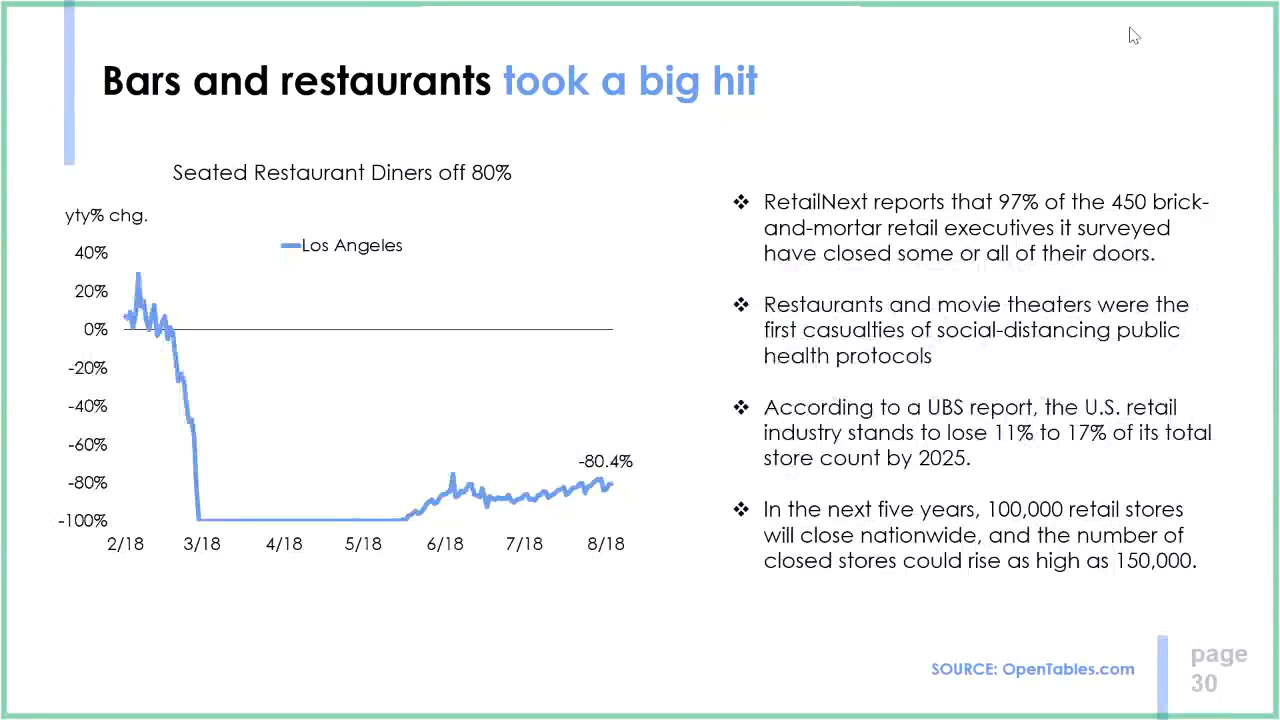 Bars and restaurants took a big hit
Seated Restaurant Diners off 80%
yty% chg.
Los Angeles
40%
20%
0%
-20%
-40%
-60%
-80%
-100%
-80.4%
2/18 3/18 4/18 5/18 6/18 7/18 8/18
❖ RetailNext reports that 97% of the 450 brick-
and-mortar retail executives it surveyed
have closed some or all of their doors.
❖ Restaurants and movie theaters were the
first casualties of social-distancing public
health protocols
❖ According to a UBS report, the U.S. retail
industry stands to lose 11% to 17% of its total
store count by 2025.
❖ In the next five years, 100,000 retail stores
will close nationwide, and the number of
closed stores could rise as high as 150,000.
SOURCE: OpenTables.com
page
30